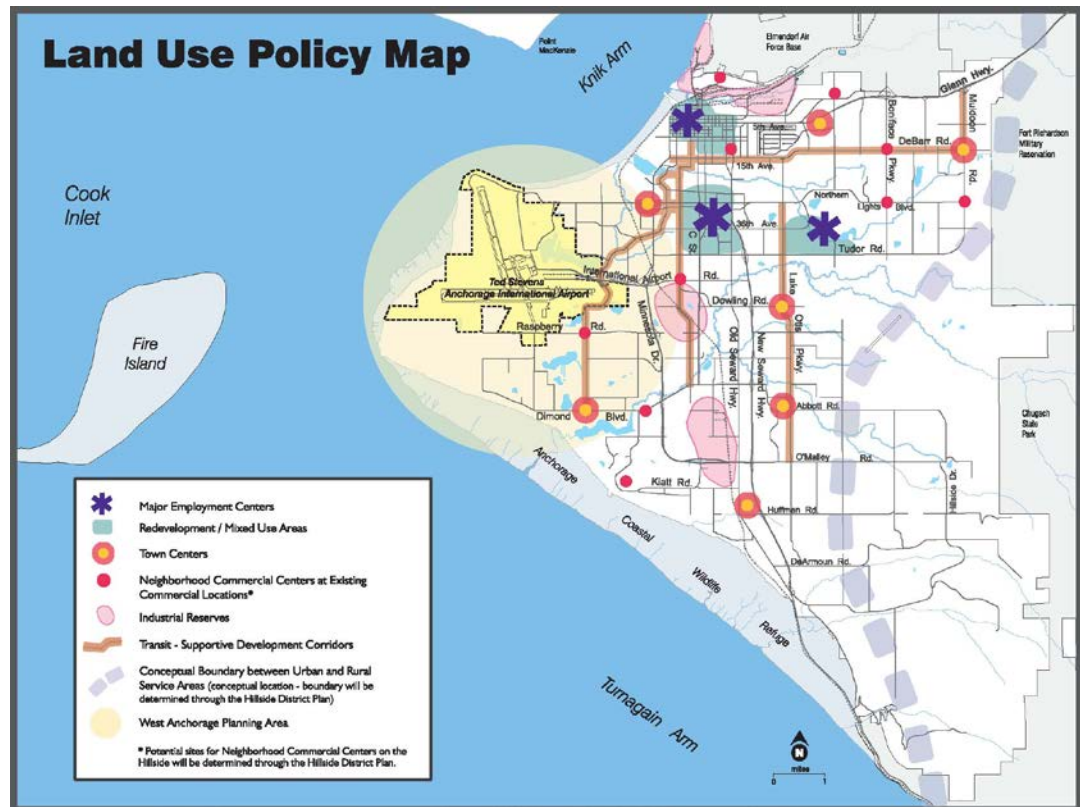 Land Use Policy Map
Point
MacKenzie
Knik Arm
Elmendorf Air
Force Base
Glenn Hwy.
Muldoon
Rd.
Boniface
Pkwy.
5th Ave.
DeBarr Rd.
15th Ave.
Fort Richardson
Military
Reservation
Cook
Inlet
Northern
Lights Blvd.
36th Ave.
Tudor Rd.
C St.
International Airport Rd.
Ted Stevens
Anchorage International Airport
Minnesota Dr.
Dowling Rd.
Lake
Otis
Pkwy.
Raspberry Rd.
Old Seward Hwy.
New Seward Hwy.
Fire
Island
Dimond Blvd.
Abbott Rd.
Chugach
State
Park
O'Malley Rd.
Hillside Dr.
Klatt Rd.
Huffman Rd.
DeArmoun Rd.
Anchorage
Coastal
Wildlife
Refuge
Turnagain Arm
Major Employment Centers
Redevelopment / Mixed Use Areas
Town Centers
Neighborhood Commercial Centers at Existing
Commercial Locations*
Industrial Reserves
Transit - Supportive Development Corridors
Conceptual Boundary between Urban and Rural
Service Areas (conceptual location - boundary will be
determined through the Hillside District Plan)
West Anchorage Planning Area
* Potential sites for Neighborhood Commercial Centers on the
Hillside will be determined through the Hillside District Plan.
N
miles
0 1